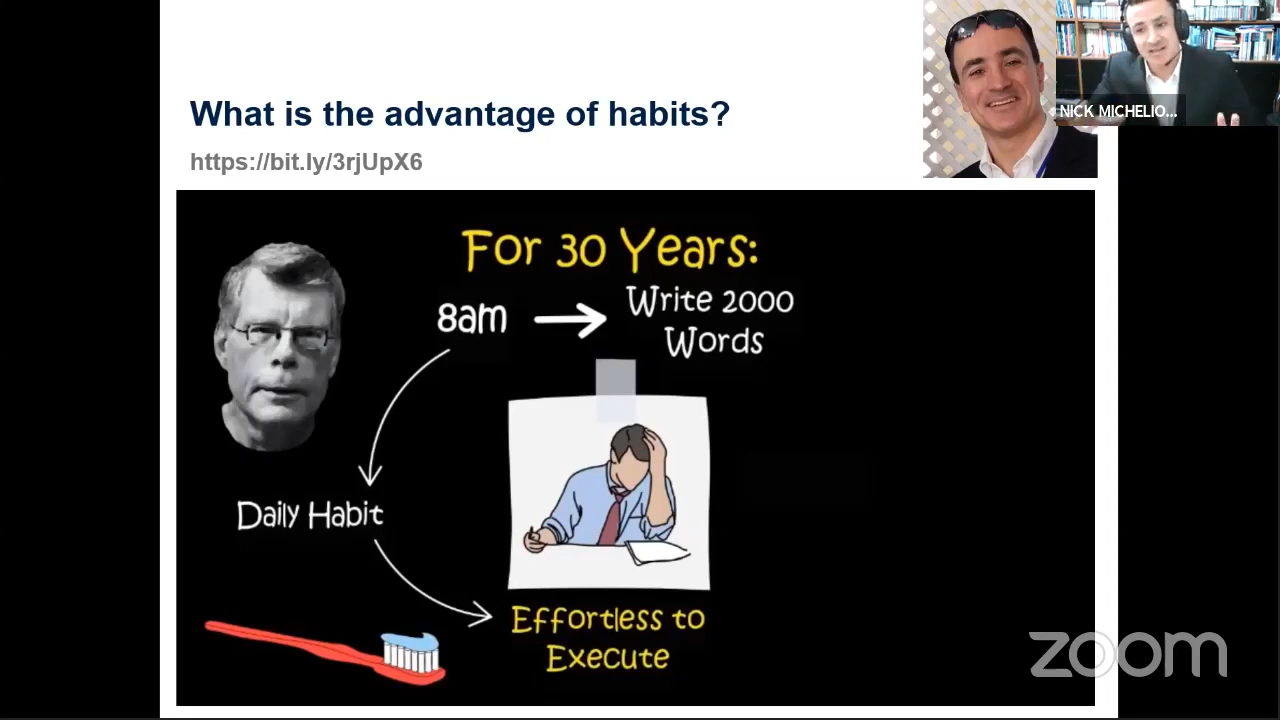 What is the advantage of habits?
https://bit.ly/3rjUpX6
NICK MICHELIO...
For 30 Years:
8am
Write 2000
Words
Daily Habit
Effortless to
Execute
zoom